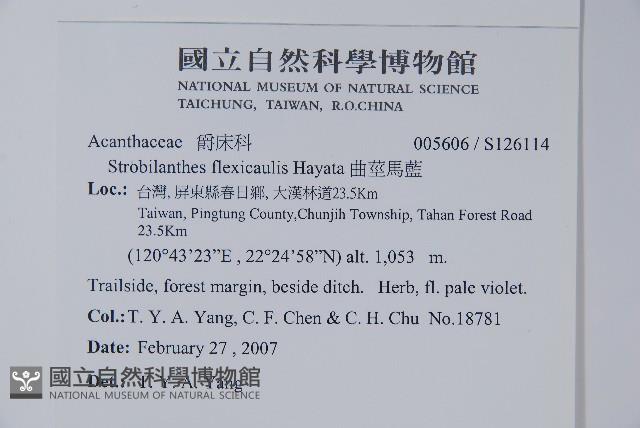 國立自然科學博物館
NATIONAL MUSEUM OF NATURAL SCIENCE
TAICHUNG, TAIWAN, R.O.CHINA
Acanthaceae 爵床科 005606 / S126114
Strobilanthes flexicaulis Hayata 曲莖馬藍
Loc.: 台灣, 屏東縣春日鄉, 大漢林道23.5Km
Taiwan, Pingtung County,Chunjih Township, Tahan Forest Road
23.5Km
(120°43’23”E , 22°24’58”N) alt. 1,053 m.
Trailside, forest margin, beside ditch. Herb, fl. pale violet.
Col.: T. Y. A. Yang, C. F. Chen & C. H. Chu No.18781
Date: February 27 , 2007
Det.: T. Y. A. Yang
國立自然科學博物館
NATIONAL MUSEUM OF NATURAL SCIENCE